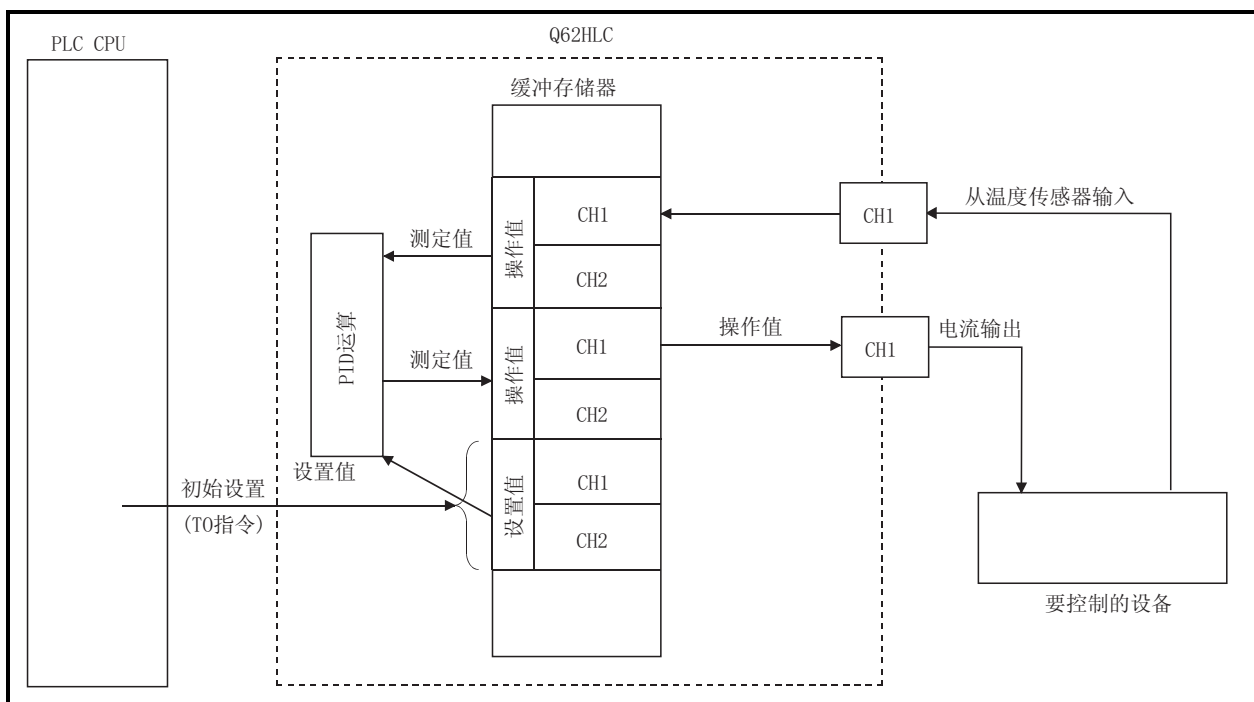 PLC CPU
Q62HLC
缓冲存储器
操作值
CH1
CH2
测定值
PID运算
操作值
CH1
CH2
测定值
设置值
设置值
CH1
CH2
初始设置
(TO指令)
CH1
从温度传感器输入
操作值
CH1
电流输出
要控制的设备